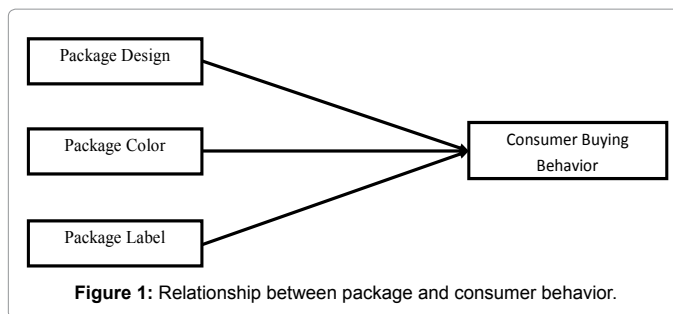 Package Design
Package Color
Consumer Buying
Behavior
Package Label
Figure 1: Relationship between package and consumer behavior.